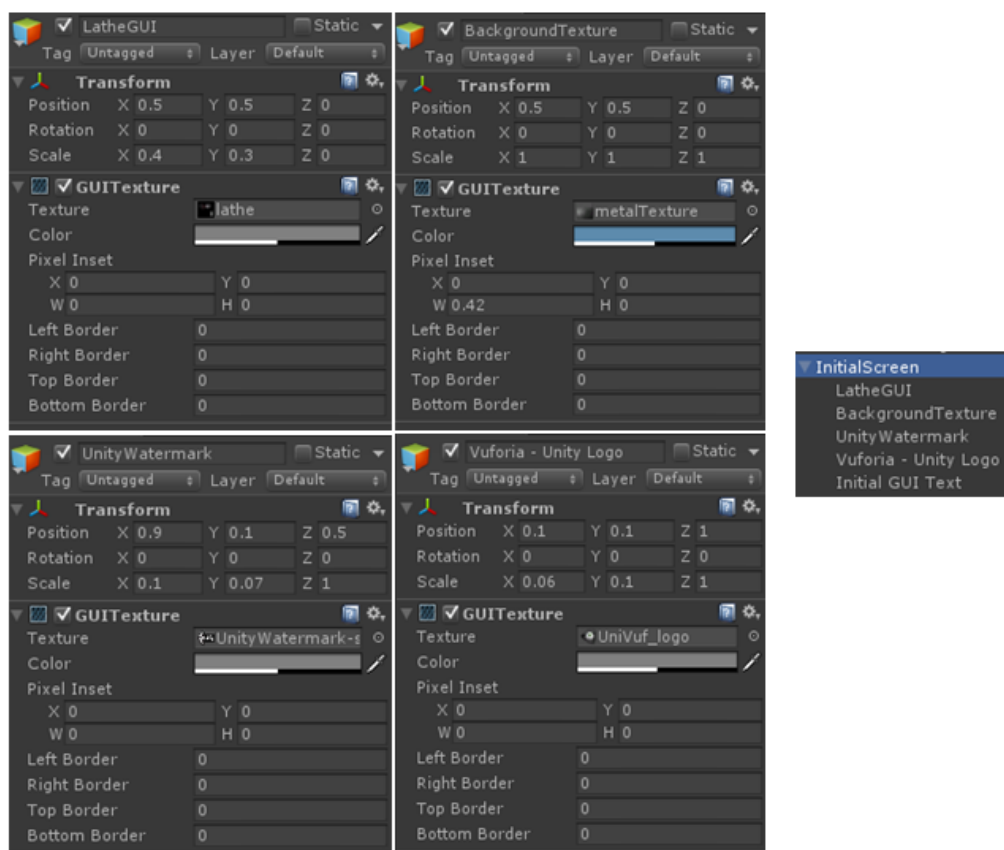 LatheGUI Static
Tag Untagged Layer Default
Transform
Position X 0.5 Y 0.5 Z 0
Rotation X 0 Y 0 Z 0
Scale X 0.4 Y 0.3 Z 0
GUITexture
Texture lathe
Color
Pixel Inset
X 0 Y 0
W 0 H 0
Left Border 0
Right Border 0
Top Border 0
Bottom Border 0
BackgroundTexture Static
Tag Untagged Layer Default
Transform
Position X 0.5 Y 0.5 Z 0
Rotation X 0 Y 0 Z 0
Scale X 1 Y 1 Z 1
GUITexture
Texture metalTexture
Color
Pixel Inset
X 0 Y 0
W 0.42 H 0
Left Border 0
Right Border 0
Top Border 0
Bottom Border 0
UnityWatermark Static
Tag Untagged Layer Default
Transform
Position X 0.9 Y 0.1 Z 0.5
Rotation X 0 Y 0 Z 0
Scale X 0.1 Y 0.07 Z 1
GUITexture
Texture UnityWatermark-s
Color
Pixel Inset
X 0 Y 0
W 0 H 0
Left Border 0
Right Border 0
Top Border 0
Bottom Border 0
Vuforia - Unity Logo Static
Tag Untagged Layer Default
Transform
Position X 0.1 Y 0.1 Z 1
Rotation X 0 Y 0 Z 0
Scale X 0.06 Y 0.1 Z 1
GUITexture
Texture UniVuf_logo
Color
Pixel Inset
X 0 Y 0
W 0 H 0
Left Border 0
Right Border 0
Top Border 0
Bottom Border 0
InitialScreen
LatheGUI
BackgroundTexture
UnityWatermark
Vuforia - Unity Logo
Initial GUI Text